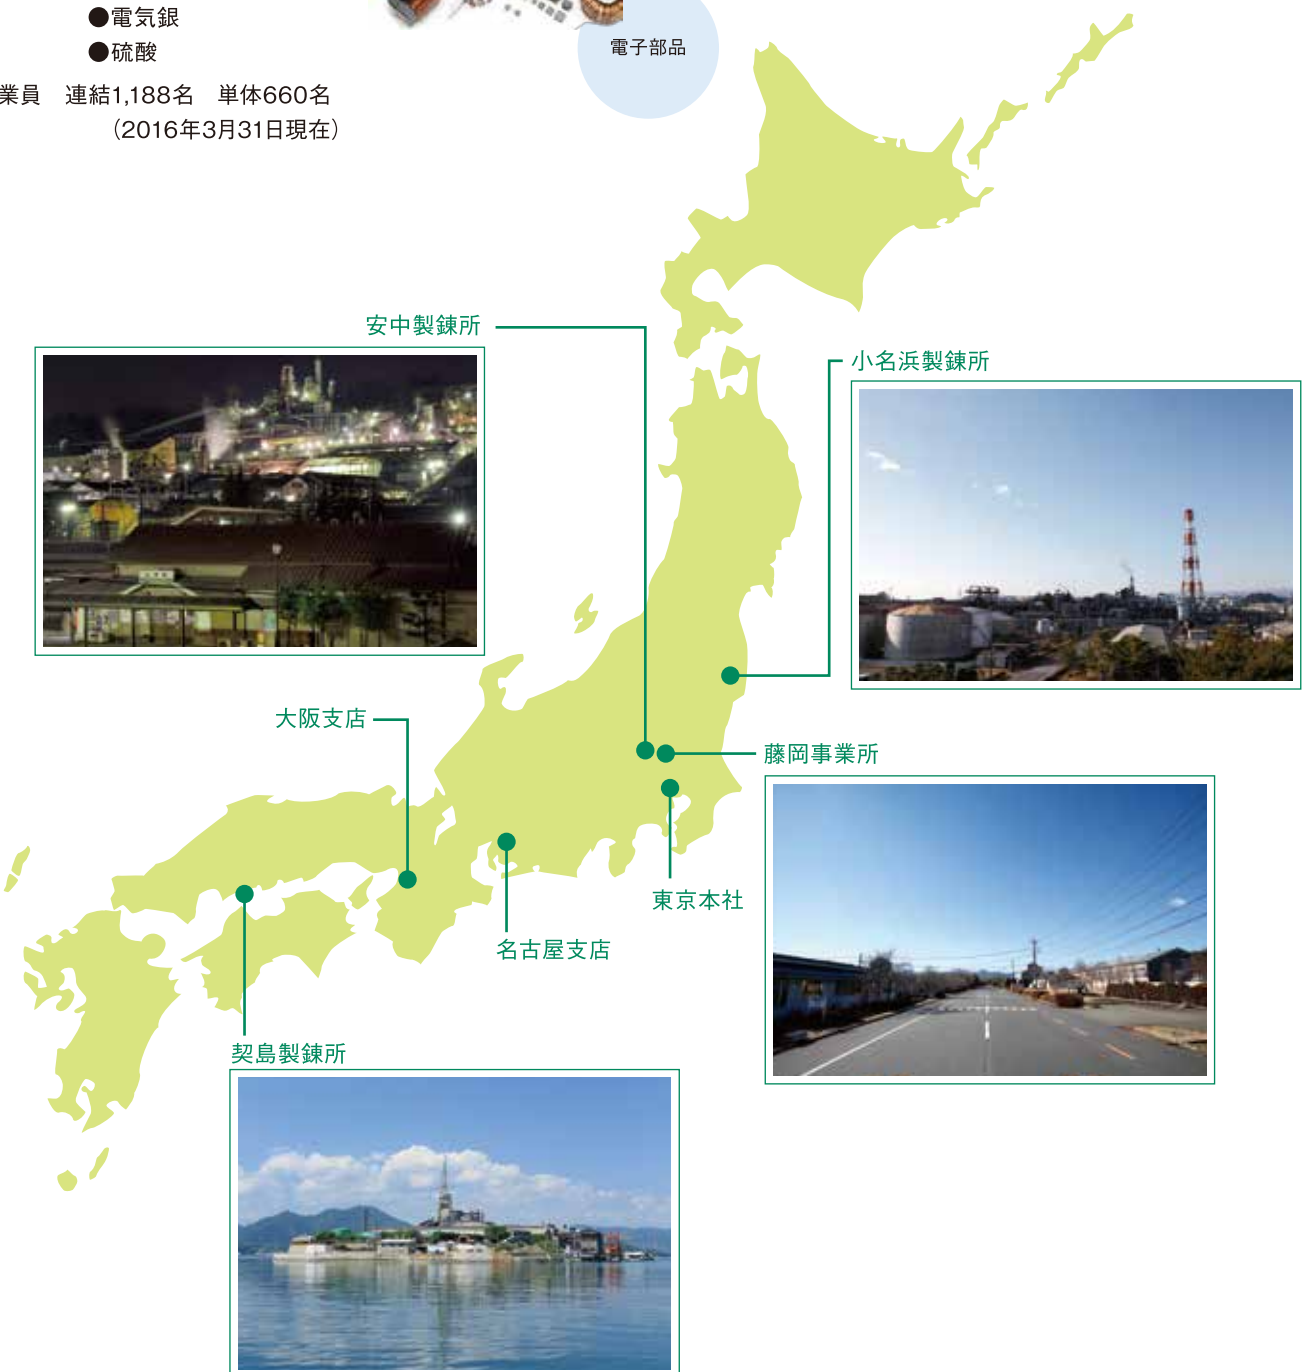 ●電気銀
●硫酸
電子部品
業員　連結1,188名　単体660名
（2016年3月31日現在）
安中製錬所
小名浜製錬所
大阪支店
藤岡事業所
東京本社
名古屋支店
契島製錬所